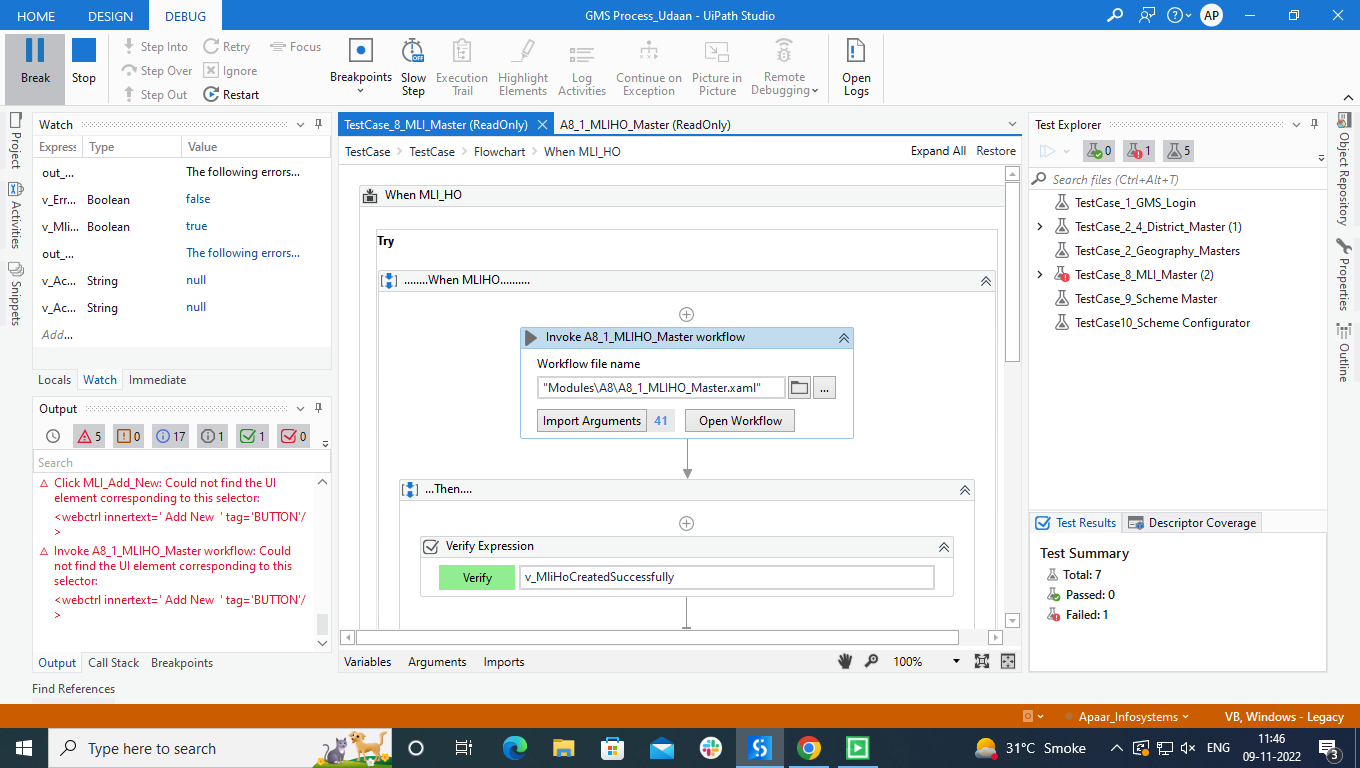 HOME DESIGN DEBUG
GMS Process_Udaan - UiPath Studio
AP
Break
Stop
Step Into
Step Over
Step Out
Retry
Ignore
Restart
Focus
Breakpoints
Slow Step
OFF
Execution Trail
Highlight Elements
Log Activities
Continue on Exception
Picture in Picture
Remote Debugging
Open Logs
Project
Activities
Snippets
Watch
Express Type Value
out_... The following errors...
v_Err... Boolean false
v_Mli... Boolean true
out_... The following errors...
v_Ac... String null
v_Ac... String null
Add...
Locals Watch Immediate
Output
5 0 17 1 1 0
Search
Click MLI_Add_New: Could not find the UI
element corresponding to this selector:
<webctrl innertext=' Add New  ' tag='BUTTON'/
>
Invoke A8_1_MLIHO_Master workflow: Could
not find the UI element corresponding to this
selector:
<webctrl innertext=' Add New  ' tag='BUTTON'/
>
Output Call Stack Breakpoints
Find References
TestCase_8_MLI_Master (ReadOnly)
A8_1_MLIHO_Master (ReadOnly)
TestCase > TestCase > Flowchart > When MLI_HO
Expand All Restore
When MLI_HO
Try
........When MLIHO..........
Invoke A8_1_MLIHO_Master workflow
Workflow file name
"Modules\A8\A8_1_MLIHO_Master.xaml"
...
Import Arguments 41 Open Workflow
...Then....
Verify Expression
Verify v_MliHoCreatedSuccessfully
Variables Arguments Imports
100%
Test Explorer
0 1 5
Search files (Ctrl+Alt+T)
TestCase_1_GMS_Login
TestCase_2_4_District_Master (1)
TestCase_2_Geography_Masters
TestCase_8_MLI_Master (2)
TestCase_9_Scheme Master
TestCase10_Scheme Configurator
Test Results Descriptor Coverage
Test Summary
Total: 7
Passed: 0
Failed: 1
Object Repository
Properties
Outline
Apaar_Infosystems
VB, Windows - Legacy
Type here to search
31°C Smoke
ENG
11:46
09-11-2022
3